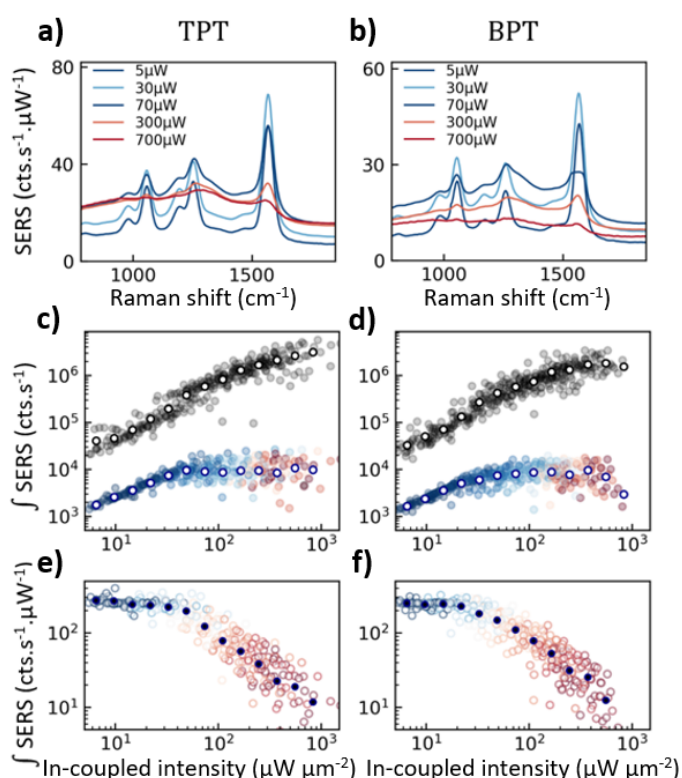 a) TPT
b) BPT
SERS (cts.s⁻¹.μW⁻¹)
80
40
0
5μW
30μW
70μW
300μW
700μW
1000 1500
Raman shift (cm⁻¹)
60
30
0
5μW
30μW
70μW
300μW
700μW
1000 1500
Raman shift (cm⁻¹)
c)
d)
∫ SERS (cts.s⁻¹)
10⁶
10⁵
10⁴
10³
10¹ 10² 10³
10⁶
10⁵
10⁴
10³
10¹ 10² 10³
e)
f)
∫ SERS (cts.s⁻¹.μW⁻¹)
10²
10¹
10¹ 10² 10³
In-coupled intensity (μW μm⁻²)
10²
10¹
10¹ 10² 10³
In-coupled intensity (μW μm⁻²)